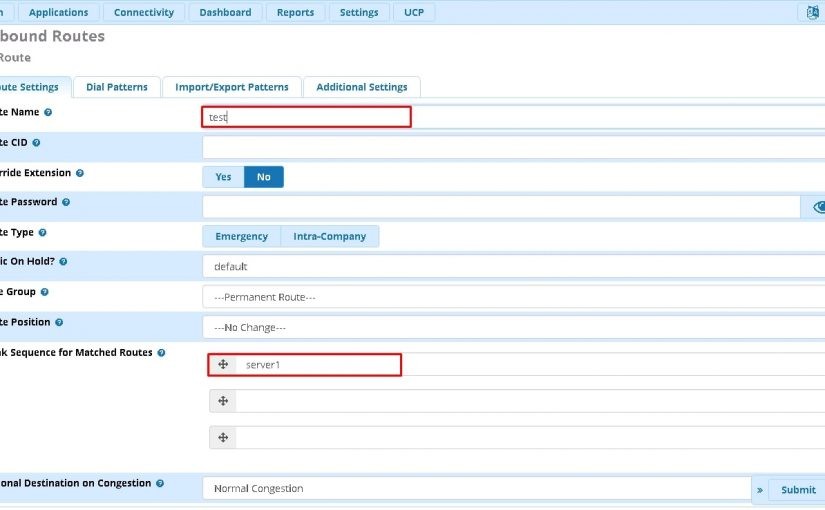 n Applications Connectivity Dashboard Reports Settings UCP
bound Routes
Route
ute Settings Dial Patterns Import/Export Patterns Additional Settings
te Name test
te CID
rride Extension Yes No
te Password
te Type Emergency Intra-Company
ic On Hold? default
e Group ---Permanent Route---
te Position ---No Change---
nk Sequence for Matched Routes server1
onal Destination on Congestion Normal Congestion » Submit